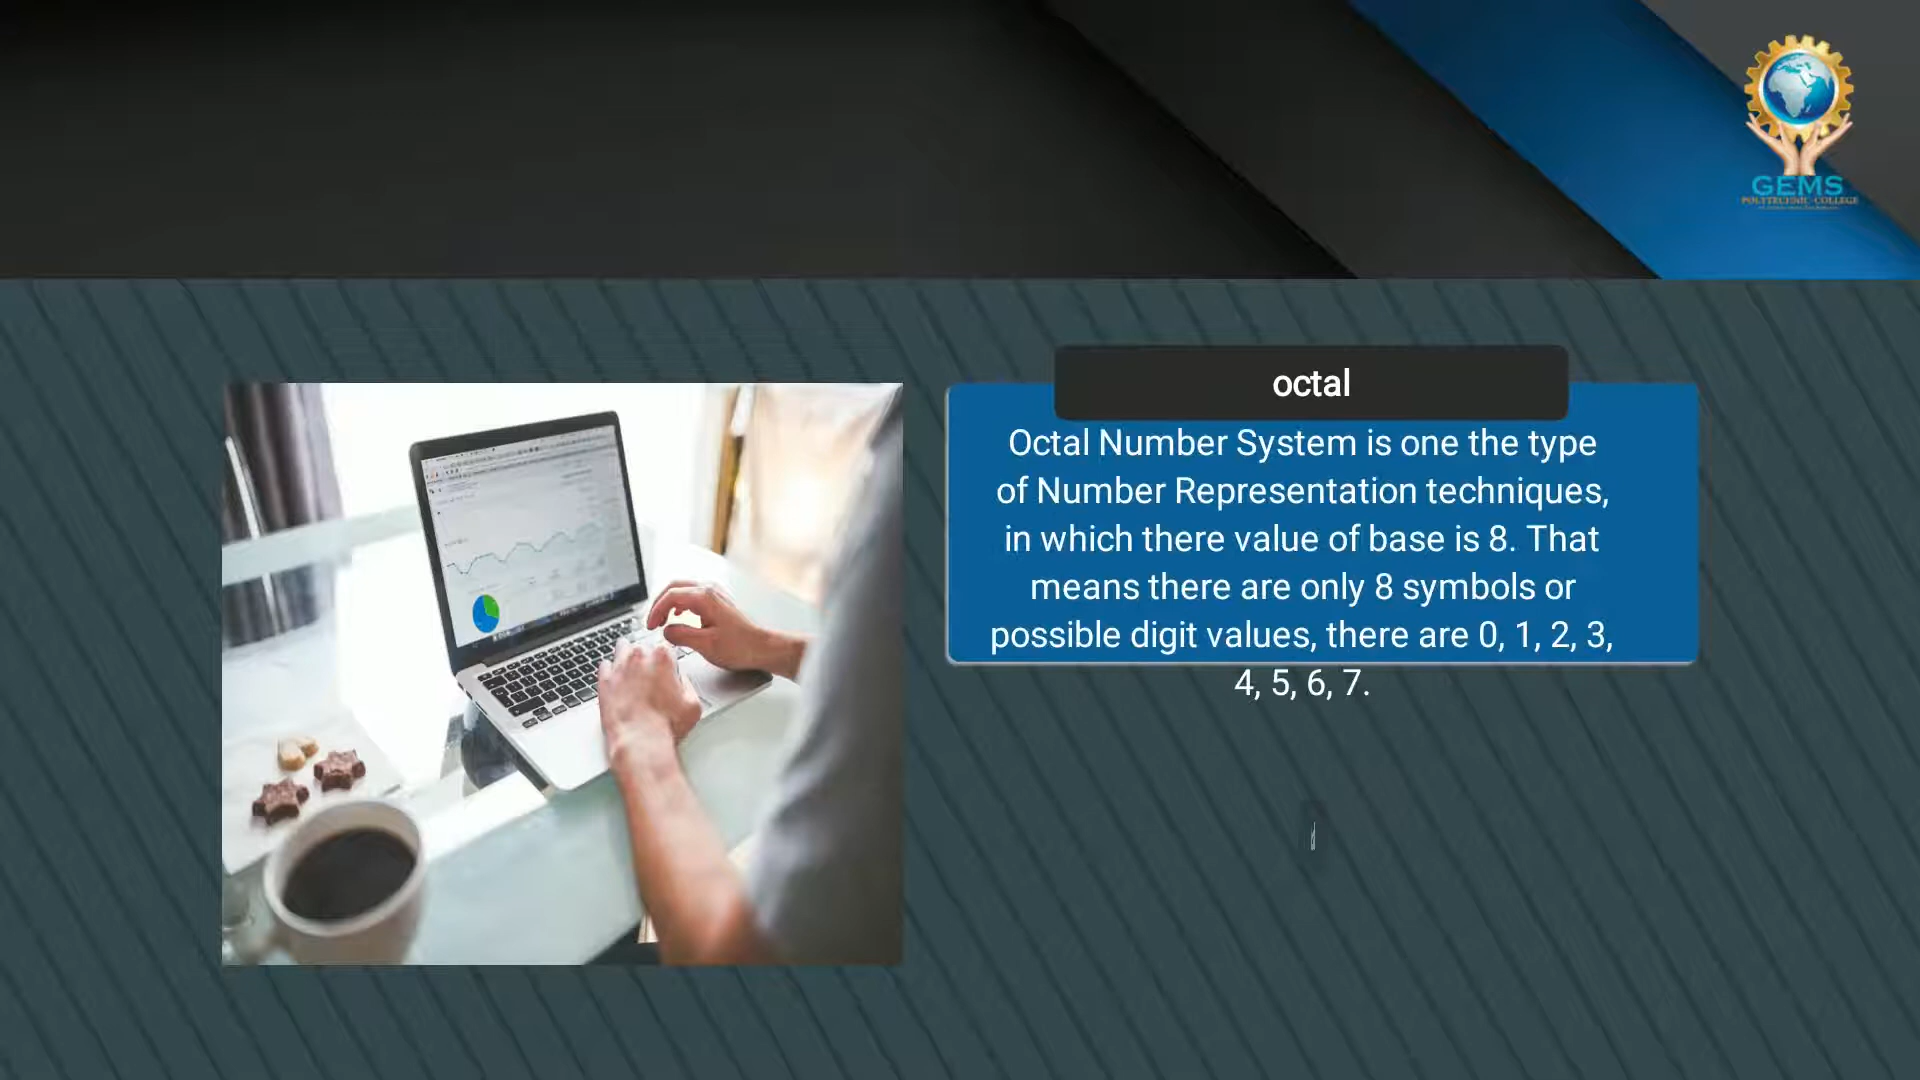 GEMS
POLYTECHNIC COLLEGE
octal
Octal Number System is one the type
of Number Representation techniques,
in which there value of base is 8. That
means there are only 8 symbols or
possible digit values, there are 0, 1, 2, 3,
4, 5, 6, 7.